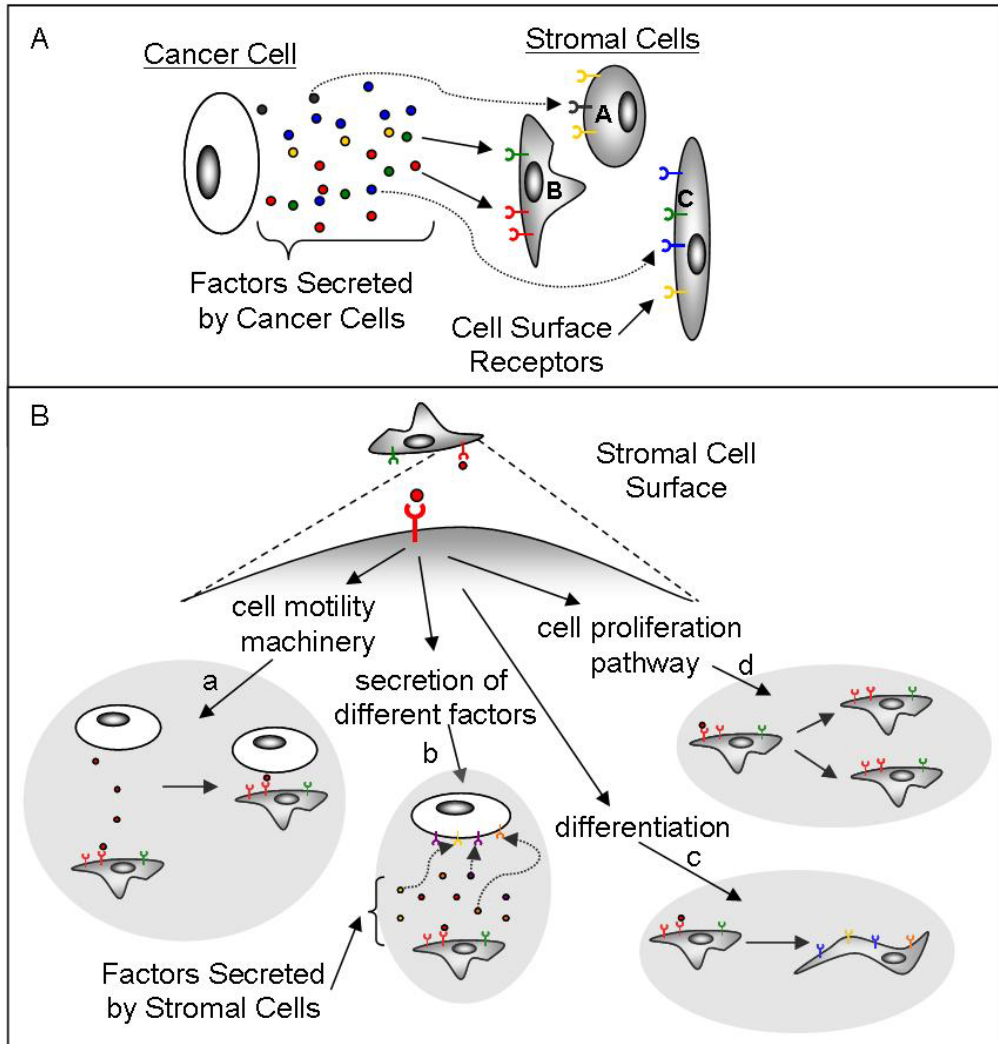 A
Cancer Cell
Stromal Cells
A
B
C
Factors Secreted
by Cancer Cells
Cell Surface
Receptors
B
Stromal Cell
Surface
cell motility
machinery
a
secretion of
different factors
b
cell proliferation
pathway
d
differentiation
c
Factors Secreted
by Stromal Cells